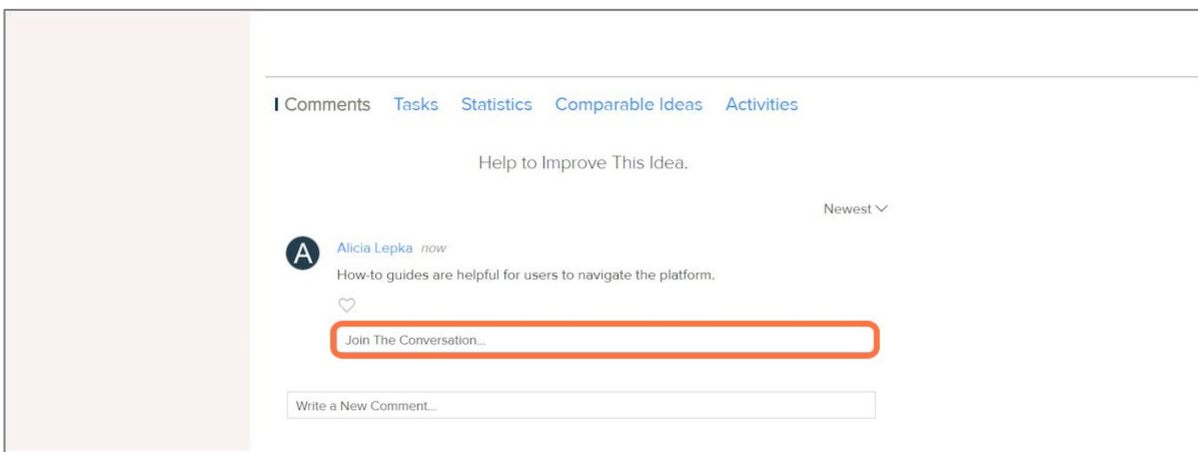 Comments Tasks Statistics Comparable Ideas Activities
Help to Improve This Idea.
Newest
A
Alicia Lepka now
How-to guides are helpful for users to navigate the platform.
Join The Conversation...
Write a New Comment...